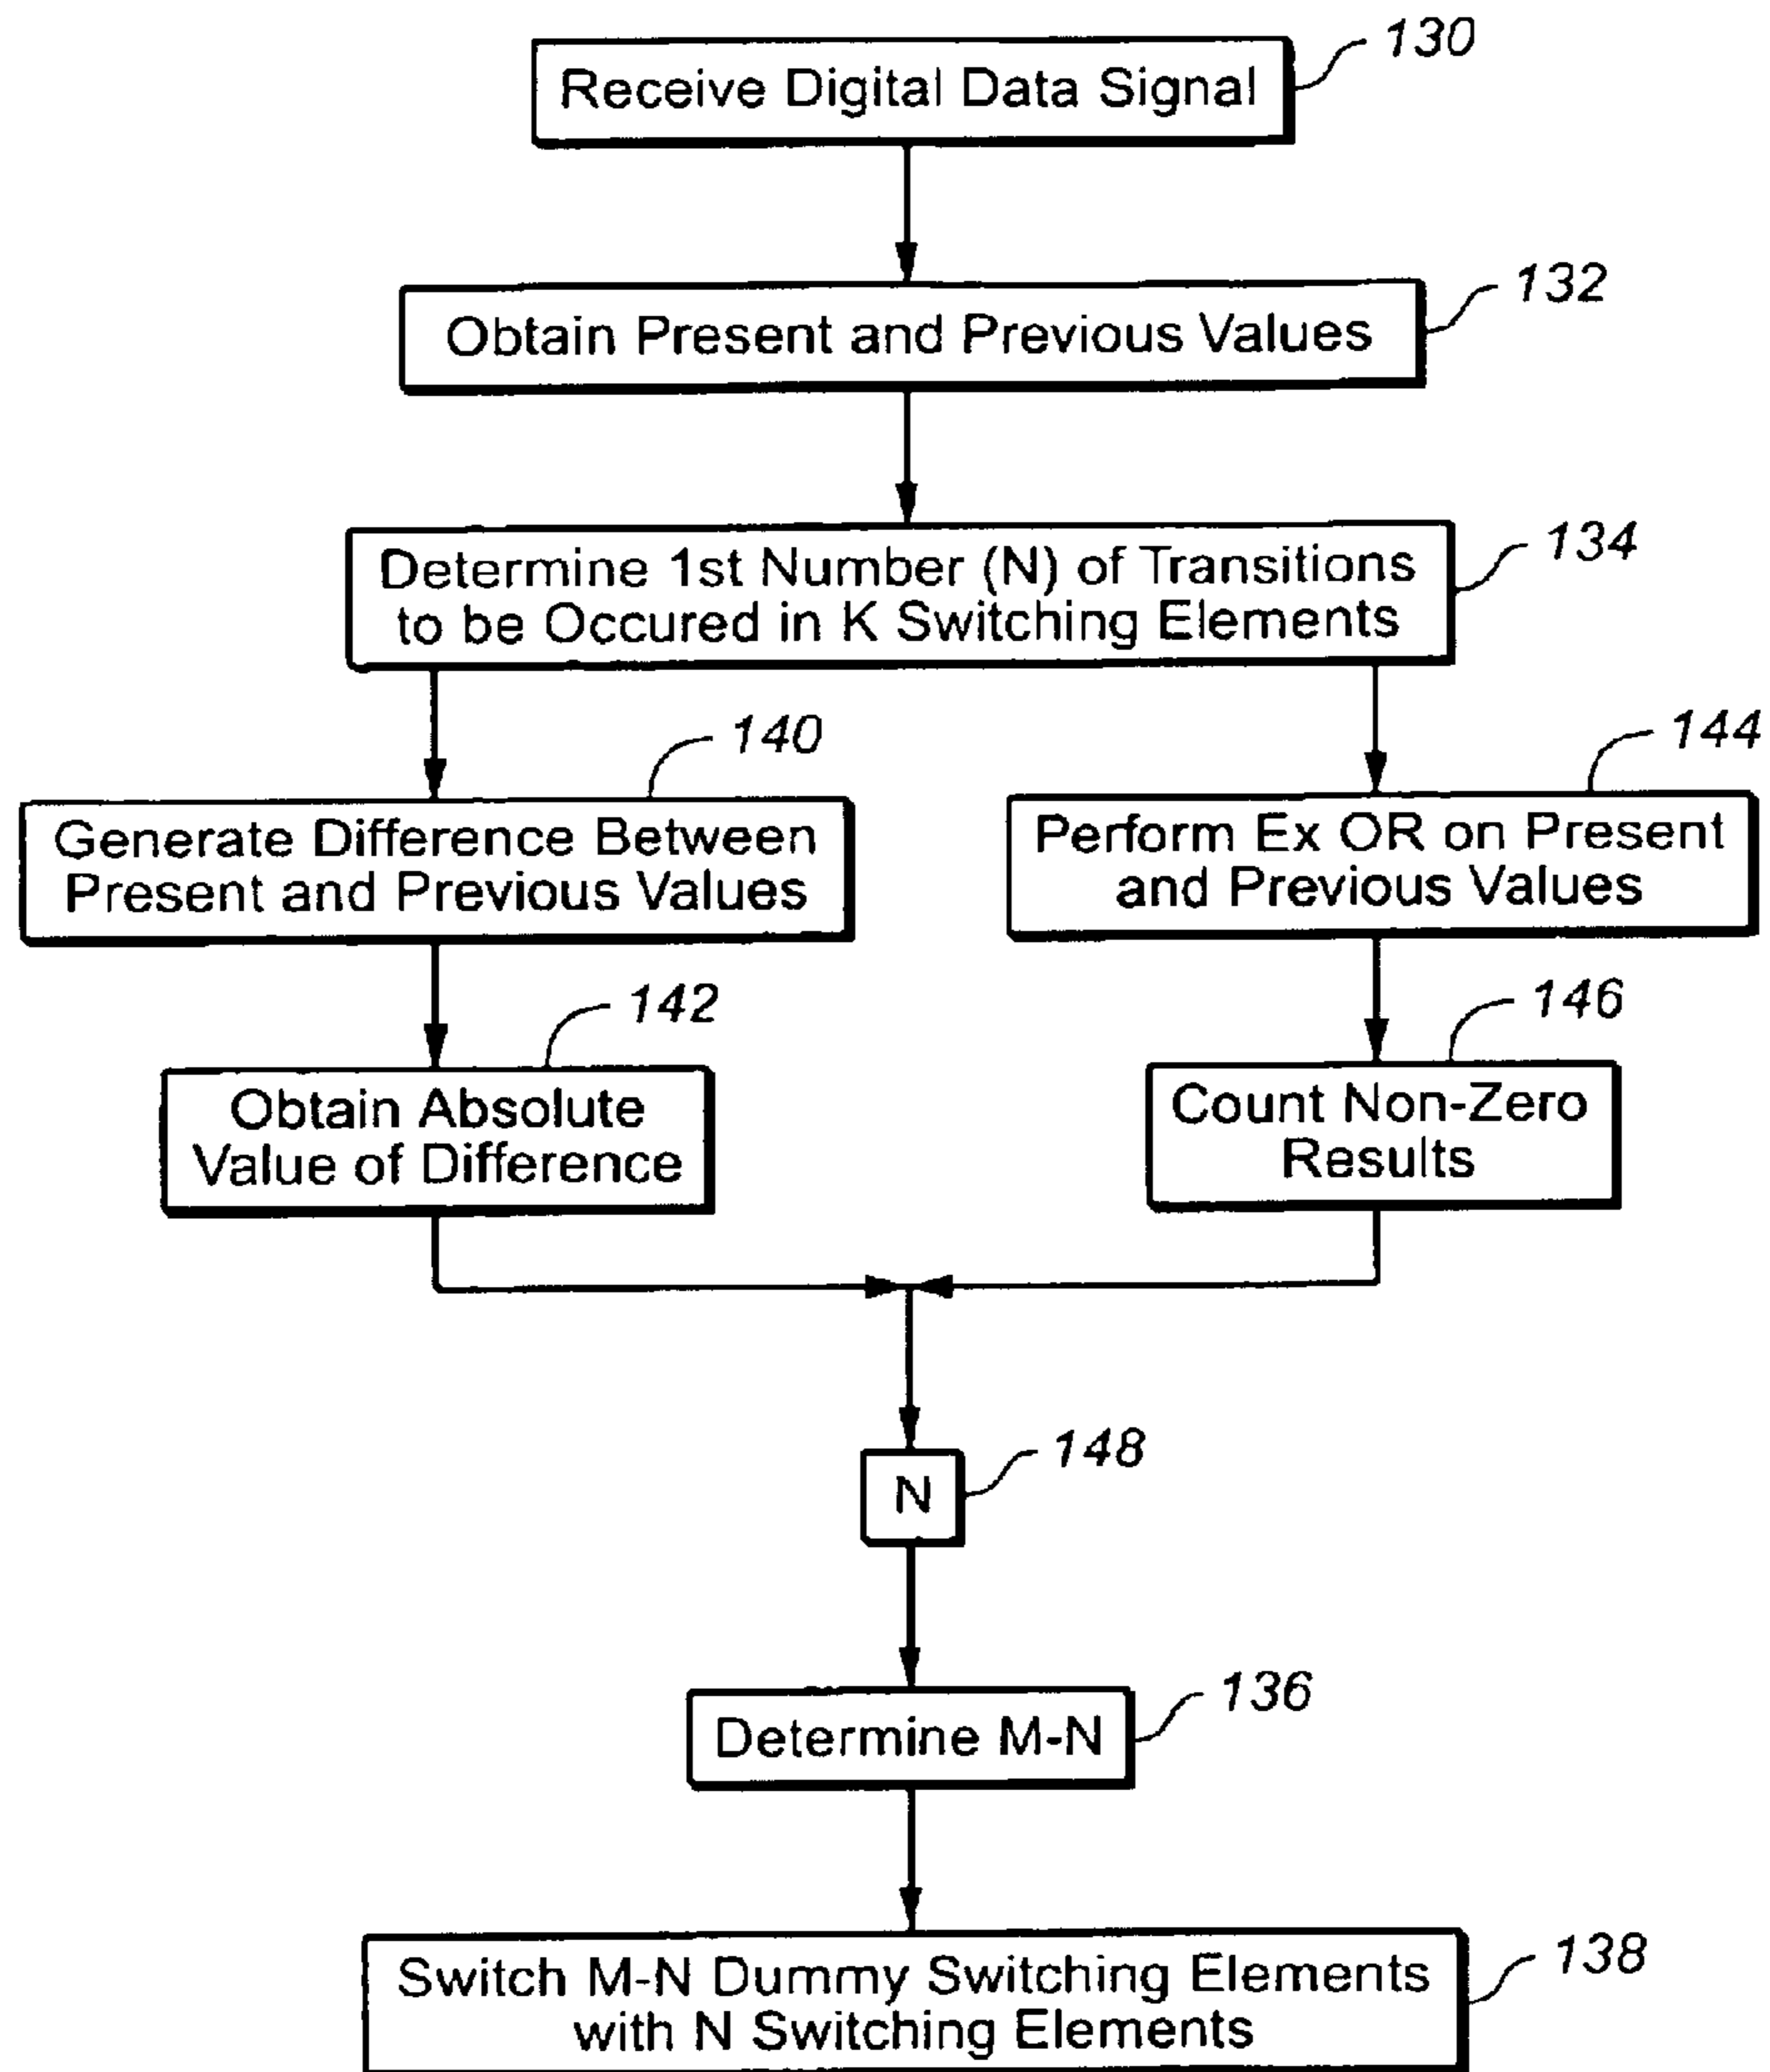 130
Receive Digital Data Signal
132
Obtain Present and Previous Values
134
Determine 1st Number (N) of Transitions
to be Occured in K Switching Elements
140
Generate Difference Between
Present and Previous Values
144
Perform Ex OR on Present
and Previous Values
142
Obtain Absolute
Value of Difference
146
Count Non-Zero
Results
148
N
136
Determine M-N
138
Switch M-N Dummy Switching Elements
with N Switching Elements